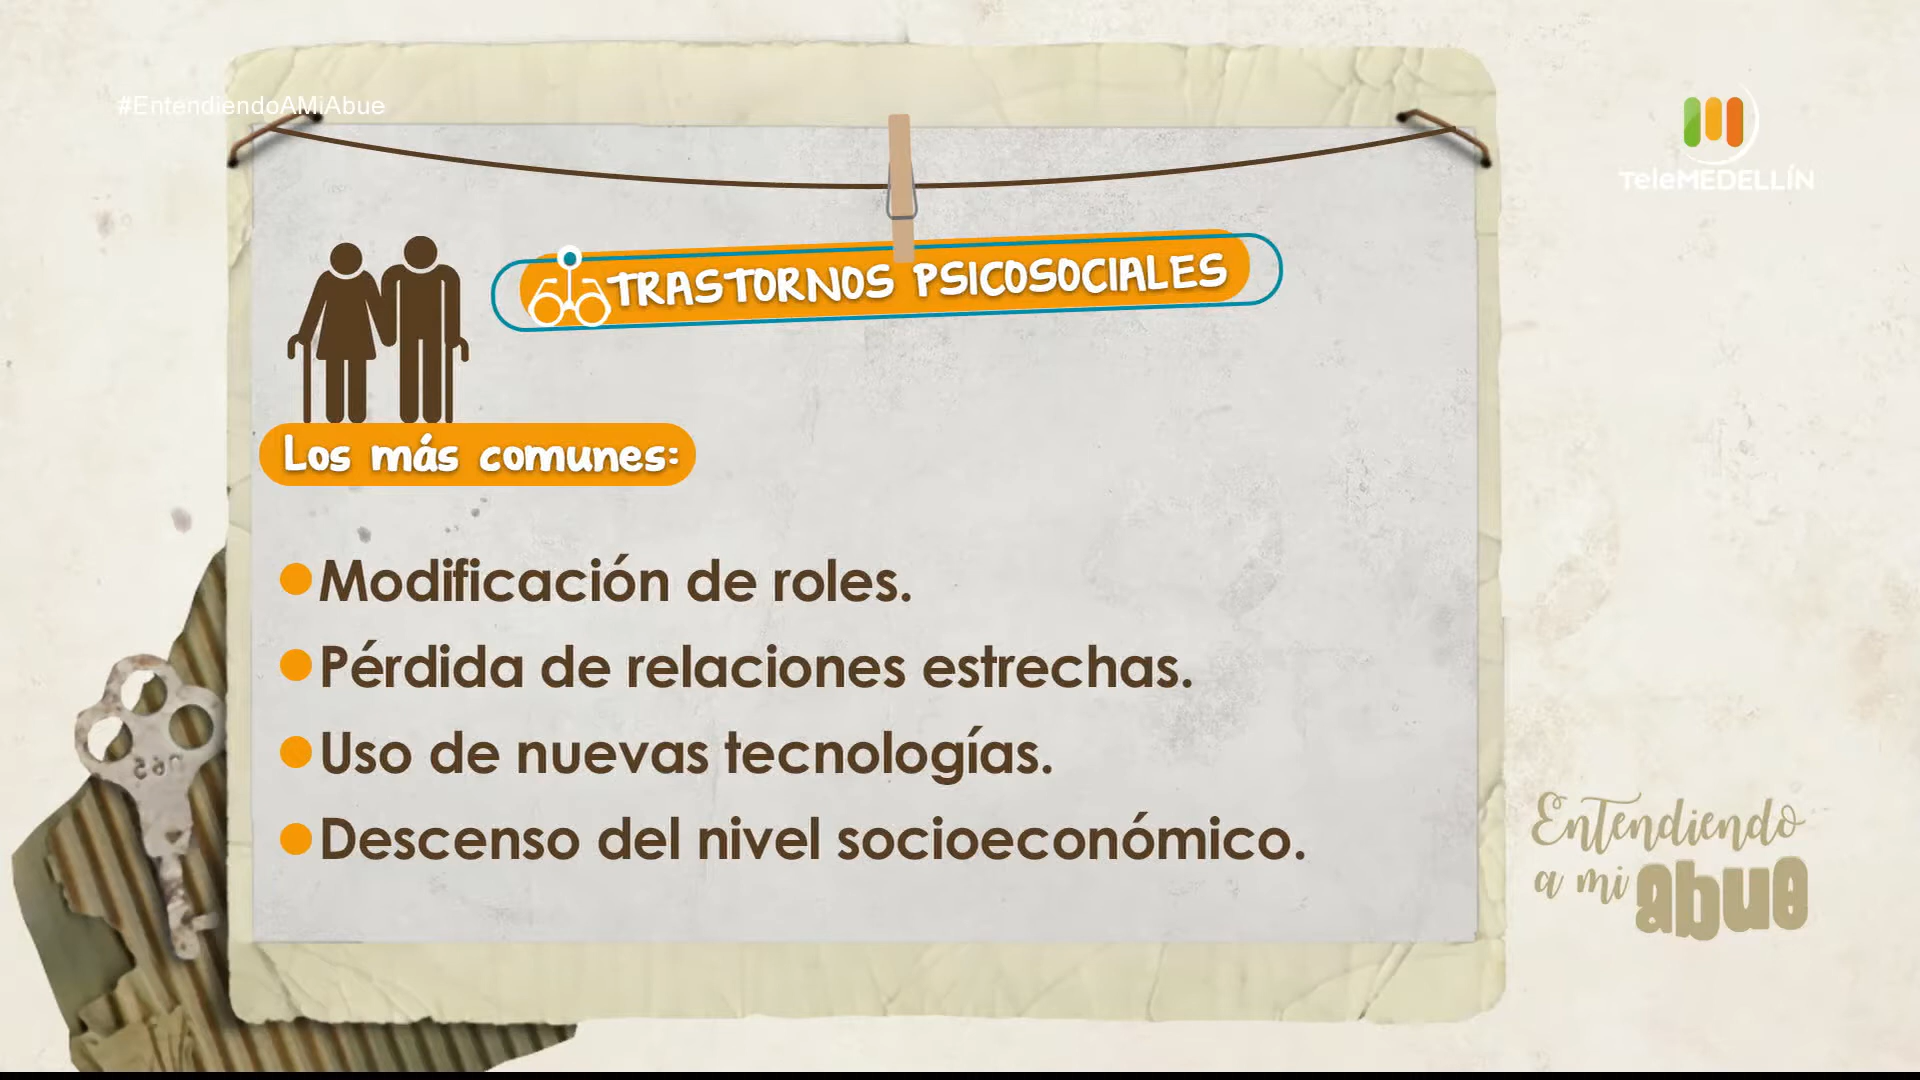 #EntendiendoAMiAbue
TeleMEDELLÍN
TRASTORNOS PSICOSOCIALES
Los más comunes:
Modificación de roles.
Pérdida de relaciones estrechas.
Uso de nuevas tecnologías.
Descenso del nivel socioeconómico.
Entendiendo
a mi abue